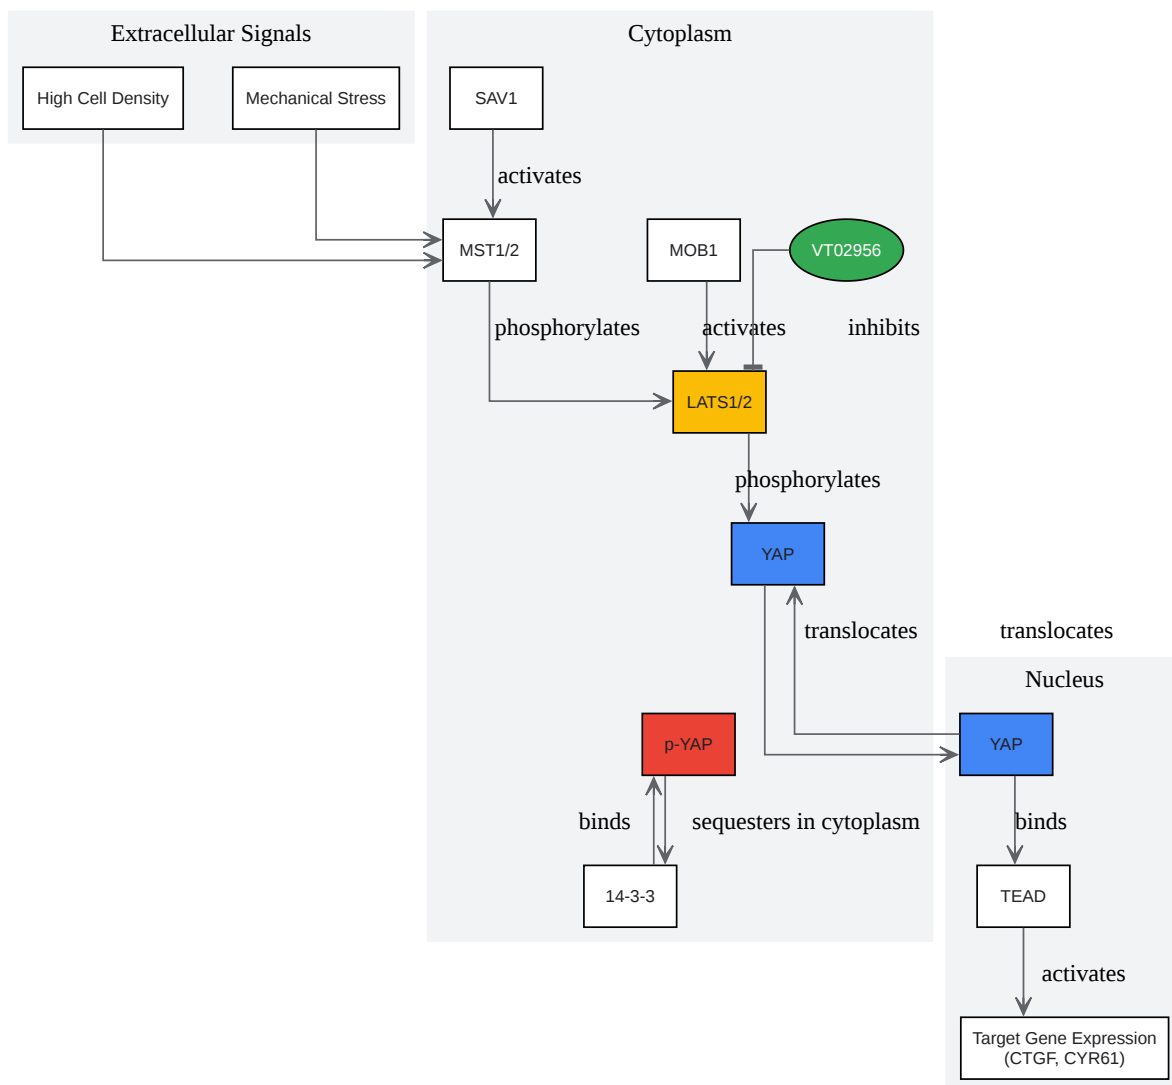 Extracellular Signals
Cytoplasm
High Cell Density
Mechanical Stress
SAV1
activates
MST1/2
MOB1
VT02956
phosphorylates
activates
inhibits
LATS1/2
phosphorylates
YAP
translocates
translocates
Nucleus
p-YAP
YAP
binds
sequesters in cytoplasm
binds
14-3-3
TEAD
activates
Target Gene Expression
(CTGF, CYR61)